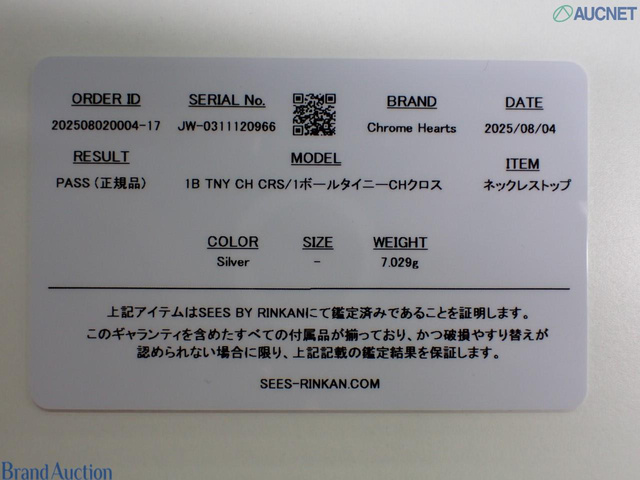 AUCNET
ORDER ID SERIAL No. BRAND DATE
202508020004-17 JW-0311120966 Chrome Hearts 2025/08/04
RESULT MODEL ITEM
PASS (正規品) 1B TNY CH CRS/1ボールタイニーCHクロス ネックレストップ
COLOR SIZE WEIGHT
Silver - 7.029g
上記アイテムはSEES BY RINKANにて鑑定済みであることを証明します。
このギャランティを含めたすべての付属品が揃っており、かつ破損やすり替えが
認められない場合に限り、上記記載の鑑定結果を保証します。
SEES-RINKAN.COM
Brand Auction